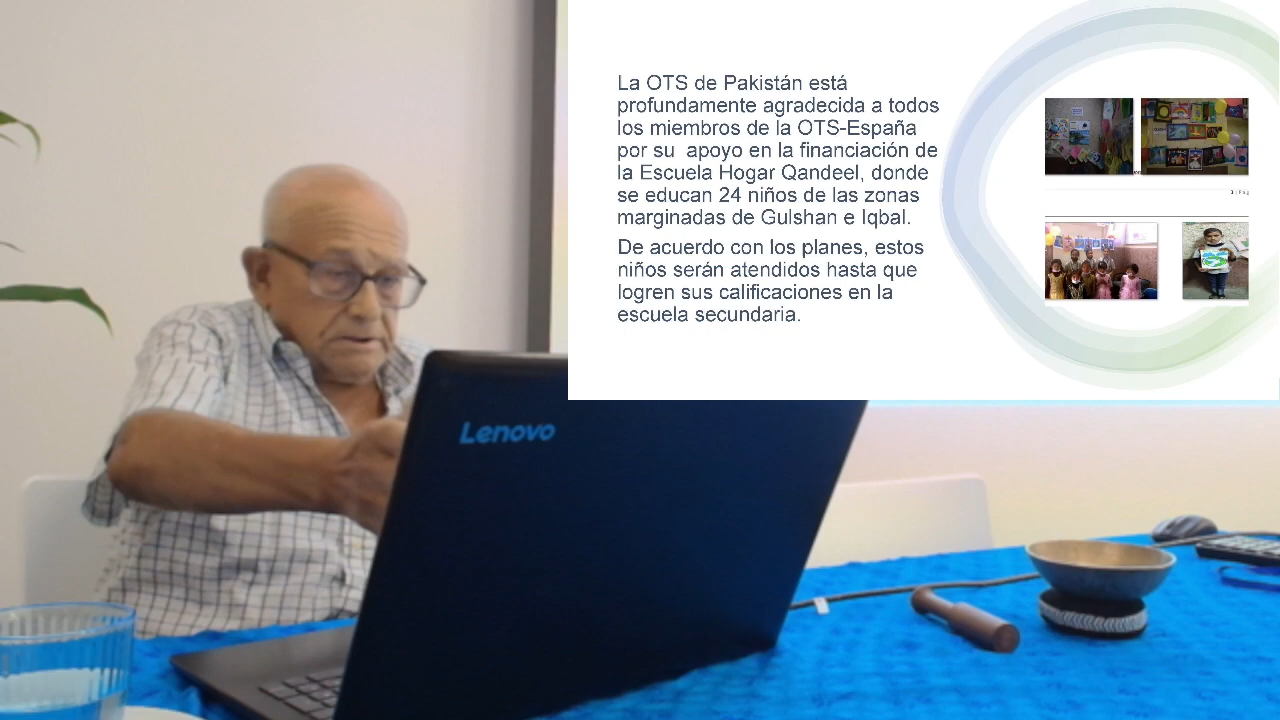 La OTS de Pakistán está
profundamente agradecida a todos
los miembros de la OTS-España
por su apoyo en la financiación de
la Escuela Hogar Qandeel, donde
se educan 24 niños de las zonas
marginadas de Gulshan e Iqbal.
De acuerdo con los planes, estos
niños serán atendidos hasta que
logren sus calificaciones en la
escuela secundaria.
Lenovo